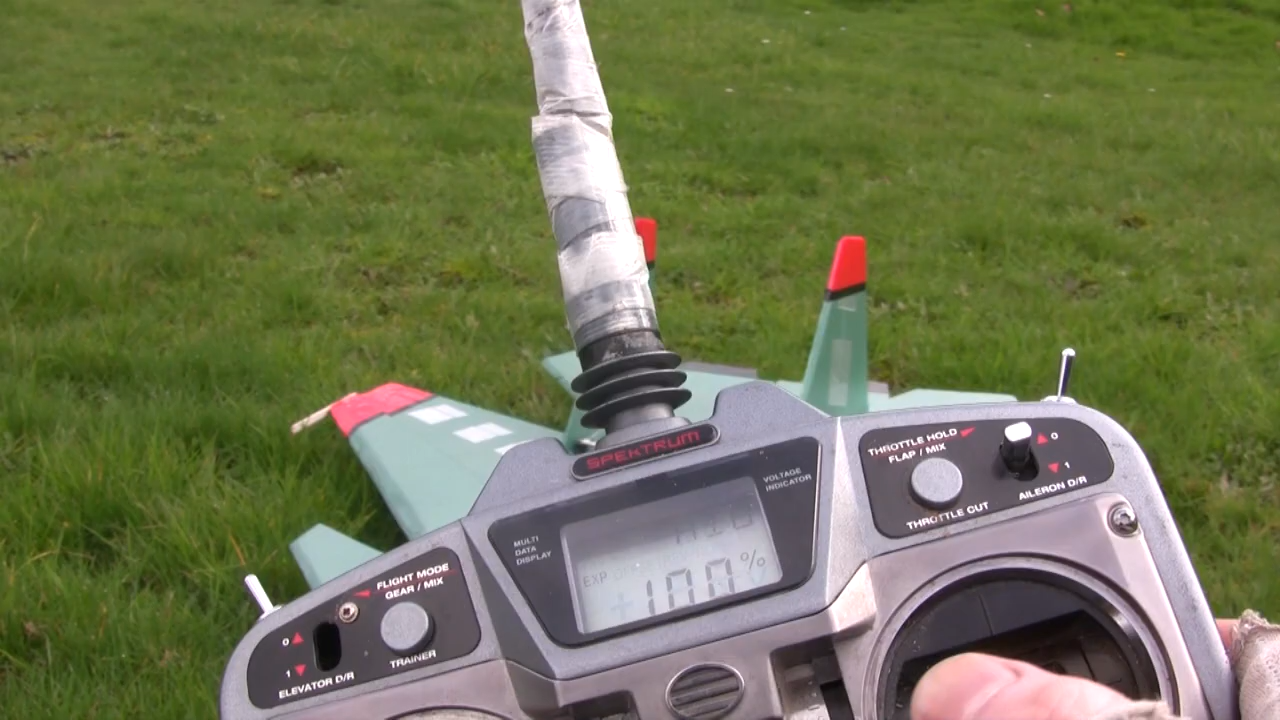 SPEKTRUM
MULTI
DATA
DISPLAY
VOLTAGE
INDICATOR
EXP
+100%
THROTTLE HOLD
FLAP / MIX
0
1
AILERON D/R
THROTTLE CUT
FLIGHT MODE
GEAR / MIX
0
1
TRAINER
ELEVATOR D/R